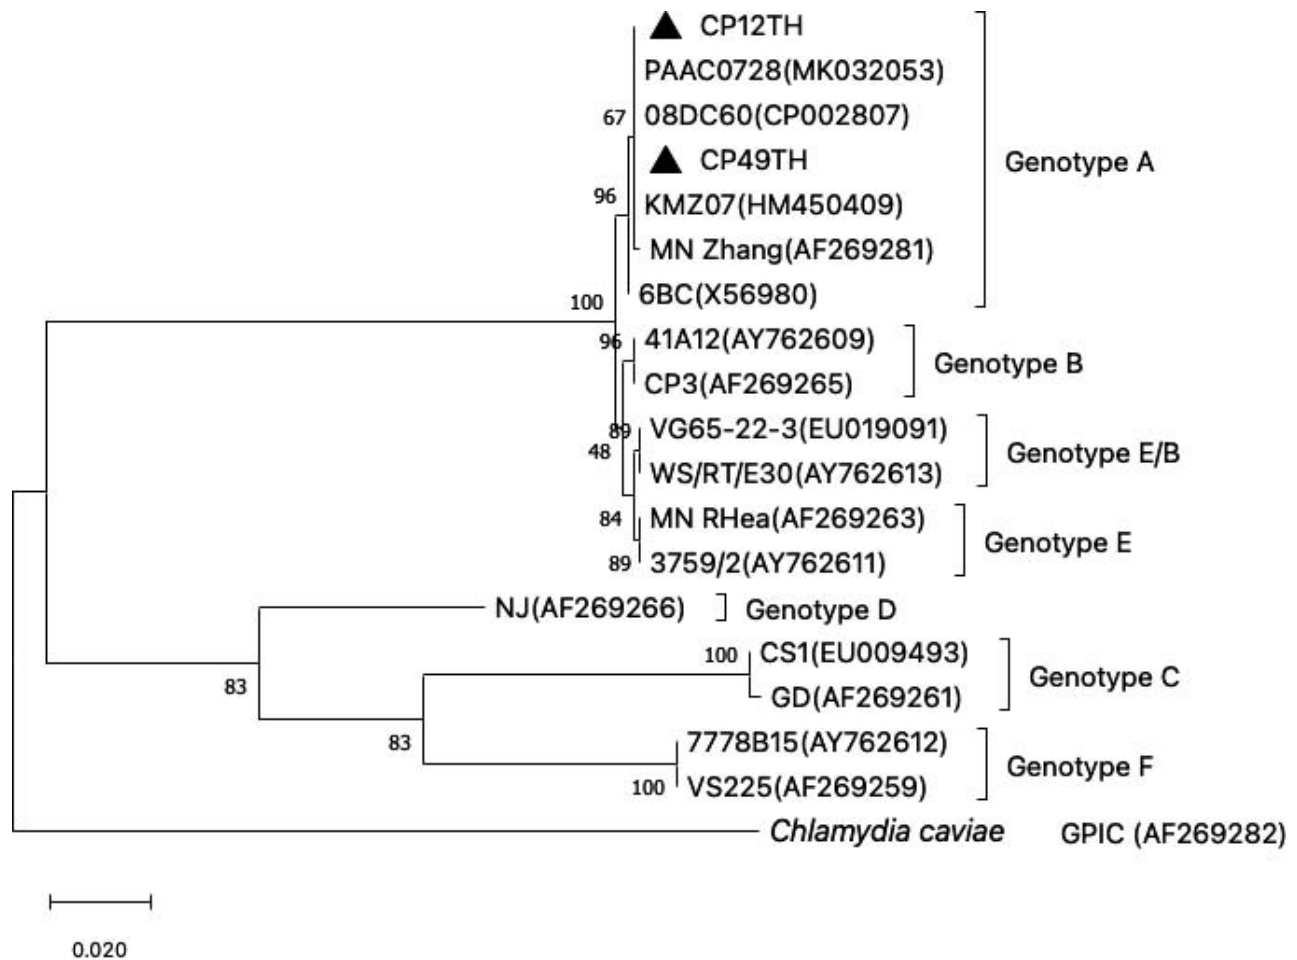 CP12TH
PAAC0728(MK032053)
67
08DC60(CP002807)
CP49TH
Genotype A
96
KMZ07(HM450409)
MN Zhang(AF269281)
6BC(X56980)
100
96
41A12(AY762609)
Genotype B
CP3(AF269265)
89
VG65-22-3(EU019091)
48
Genotype E/B
WS/RT/E30(AY762613)
84
MN RHea(AF269263)
Genotype E
89
3759/2(AY762611)
NJ(AF269266)
Genotype D
100
CS1(EU009493)
83
Genotype C
GD(AF269261)
83
7778B15(AY762612)
Genotype F
100
VS225(AF269259)
Chlamydia caviae GPIC (AF269282)
0.020